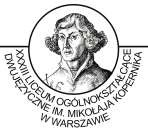 XXXIII LICEUM OGÓLNOKSZTAŁCĄCE
DWUJĘZYCZNE IM. MIKOŁAJA KOPERNIKA
W WARSZAWIE